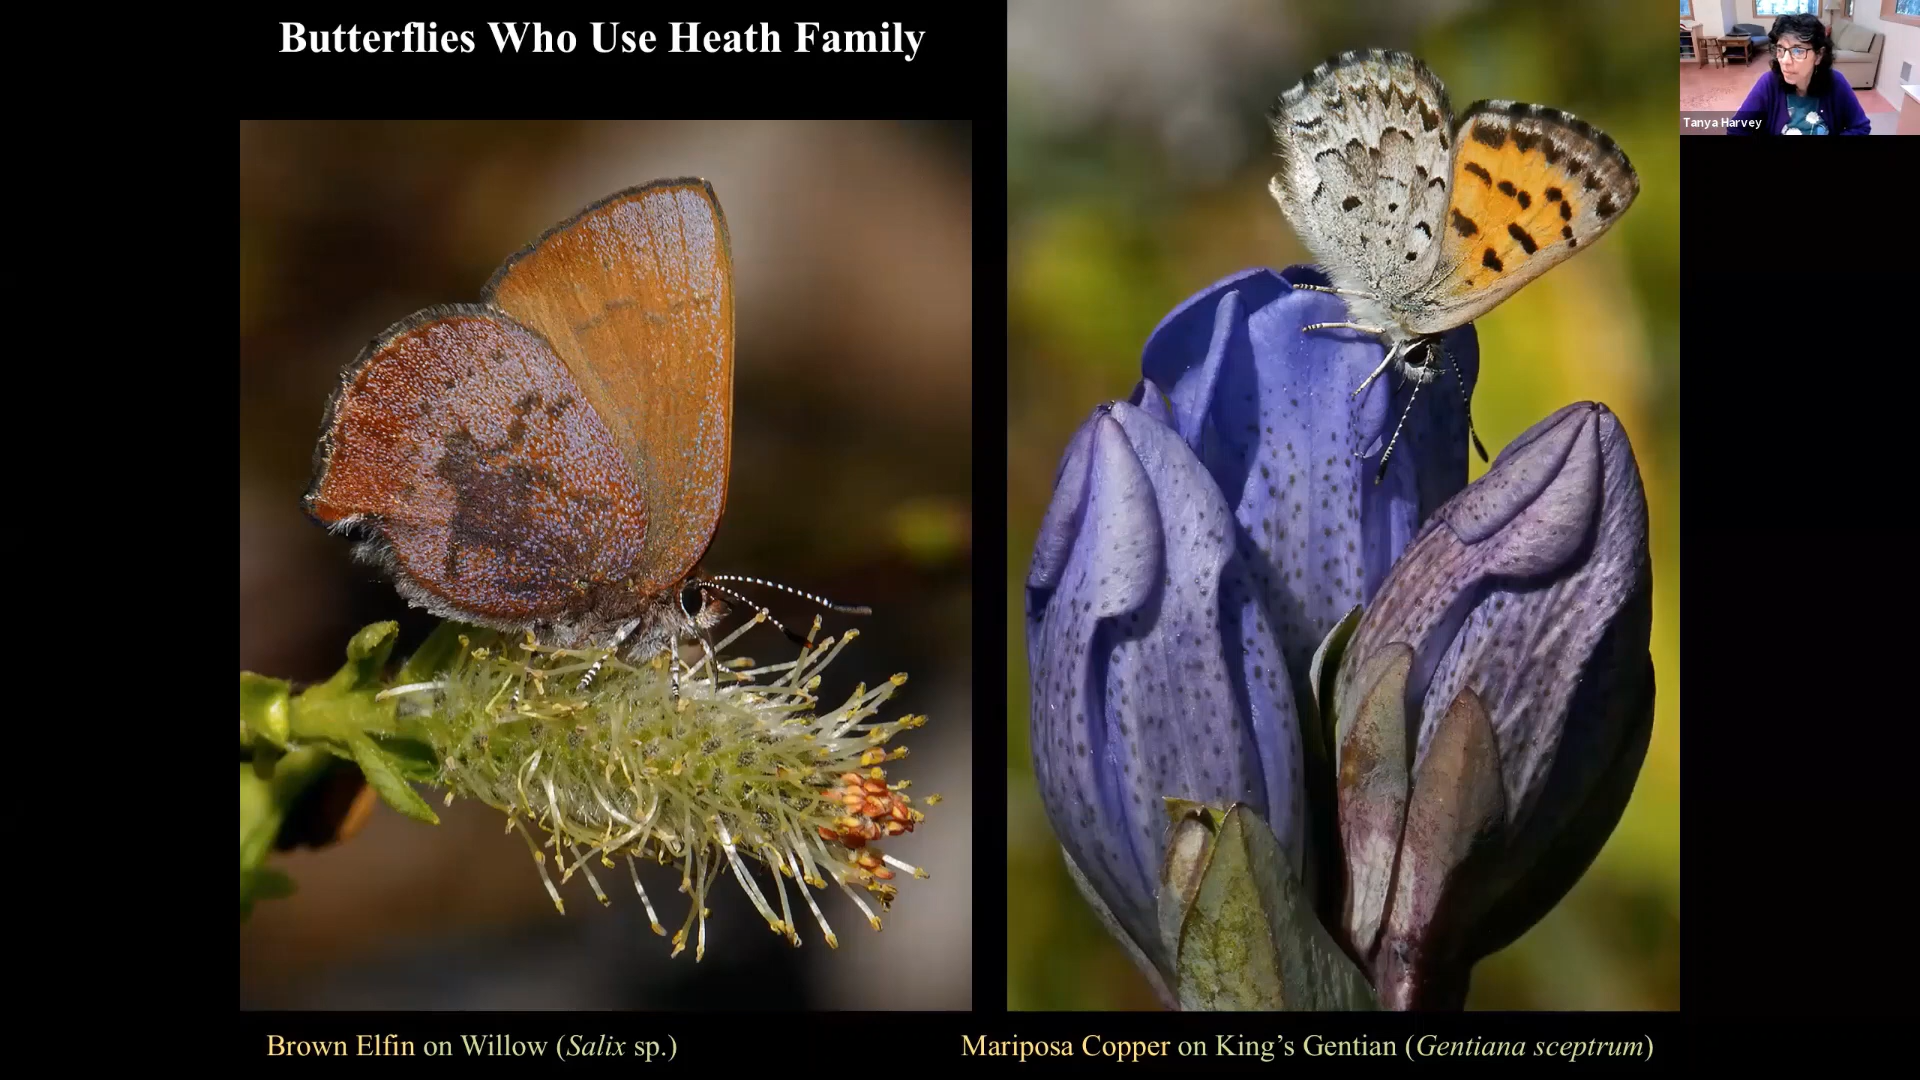 Butterflies Who Use Heath Family
Tanya Harvey
Brown Elfin on Willow (Salix sp.)
Mariposa Copper on King's Gentian (Gentiana sceptrum)